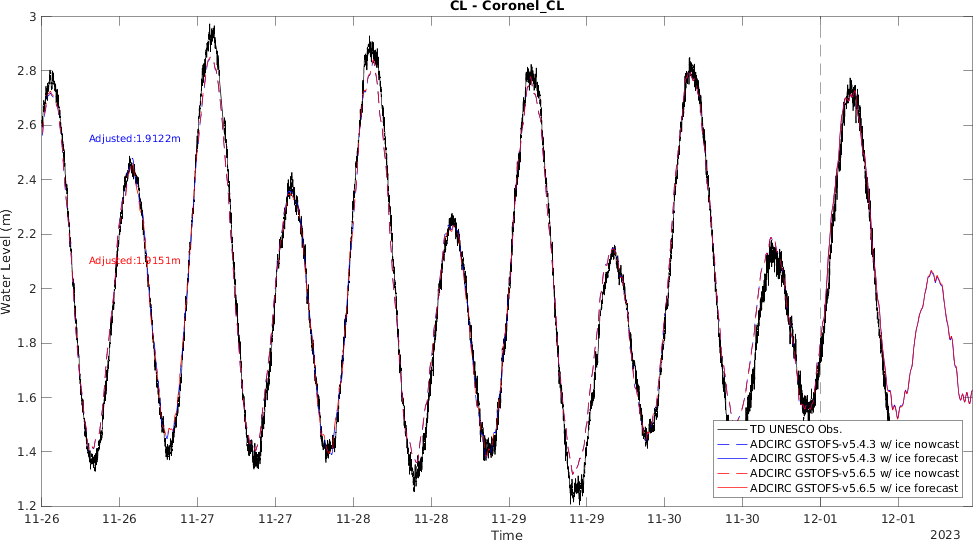 CL - Coronel_CL
3
2.8
2.6
2.4
2.2
2
1.8
1.6
1.4
1.2
Water Level (m)
Adjusted:1.9122m
Adjusted:1.9151m
TD UNESCO Obs.
ADCIRC GSTOFS-v5.4.3 w/ ice nowcast
ADCIRC GSTOFS-v5.4.3 w/ ice forecast
ADCIRC GSTOFS-v5.6.5 w/ ice nowcast
ADCIRC GSTOFS-v5.6.5 w/ ice forecast
11-26 11-26 11-27 11-27 11-28 11-28 11-29 11-29 11-30 11-30 12-01 12-01
Time
2023